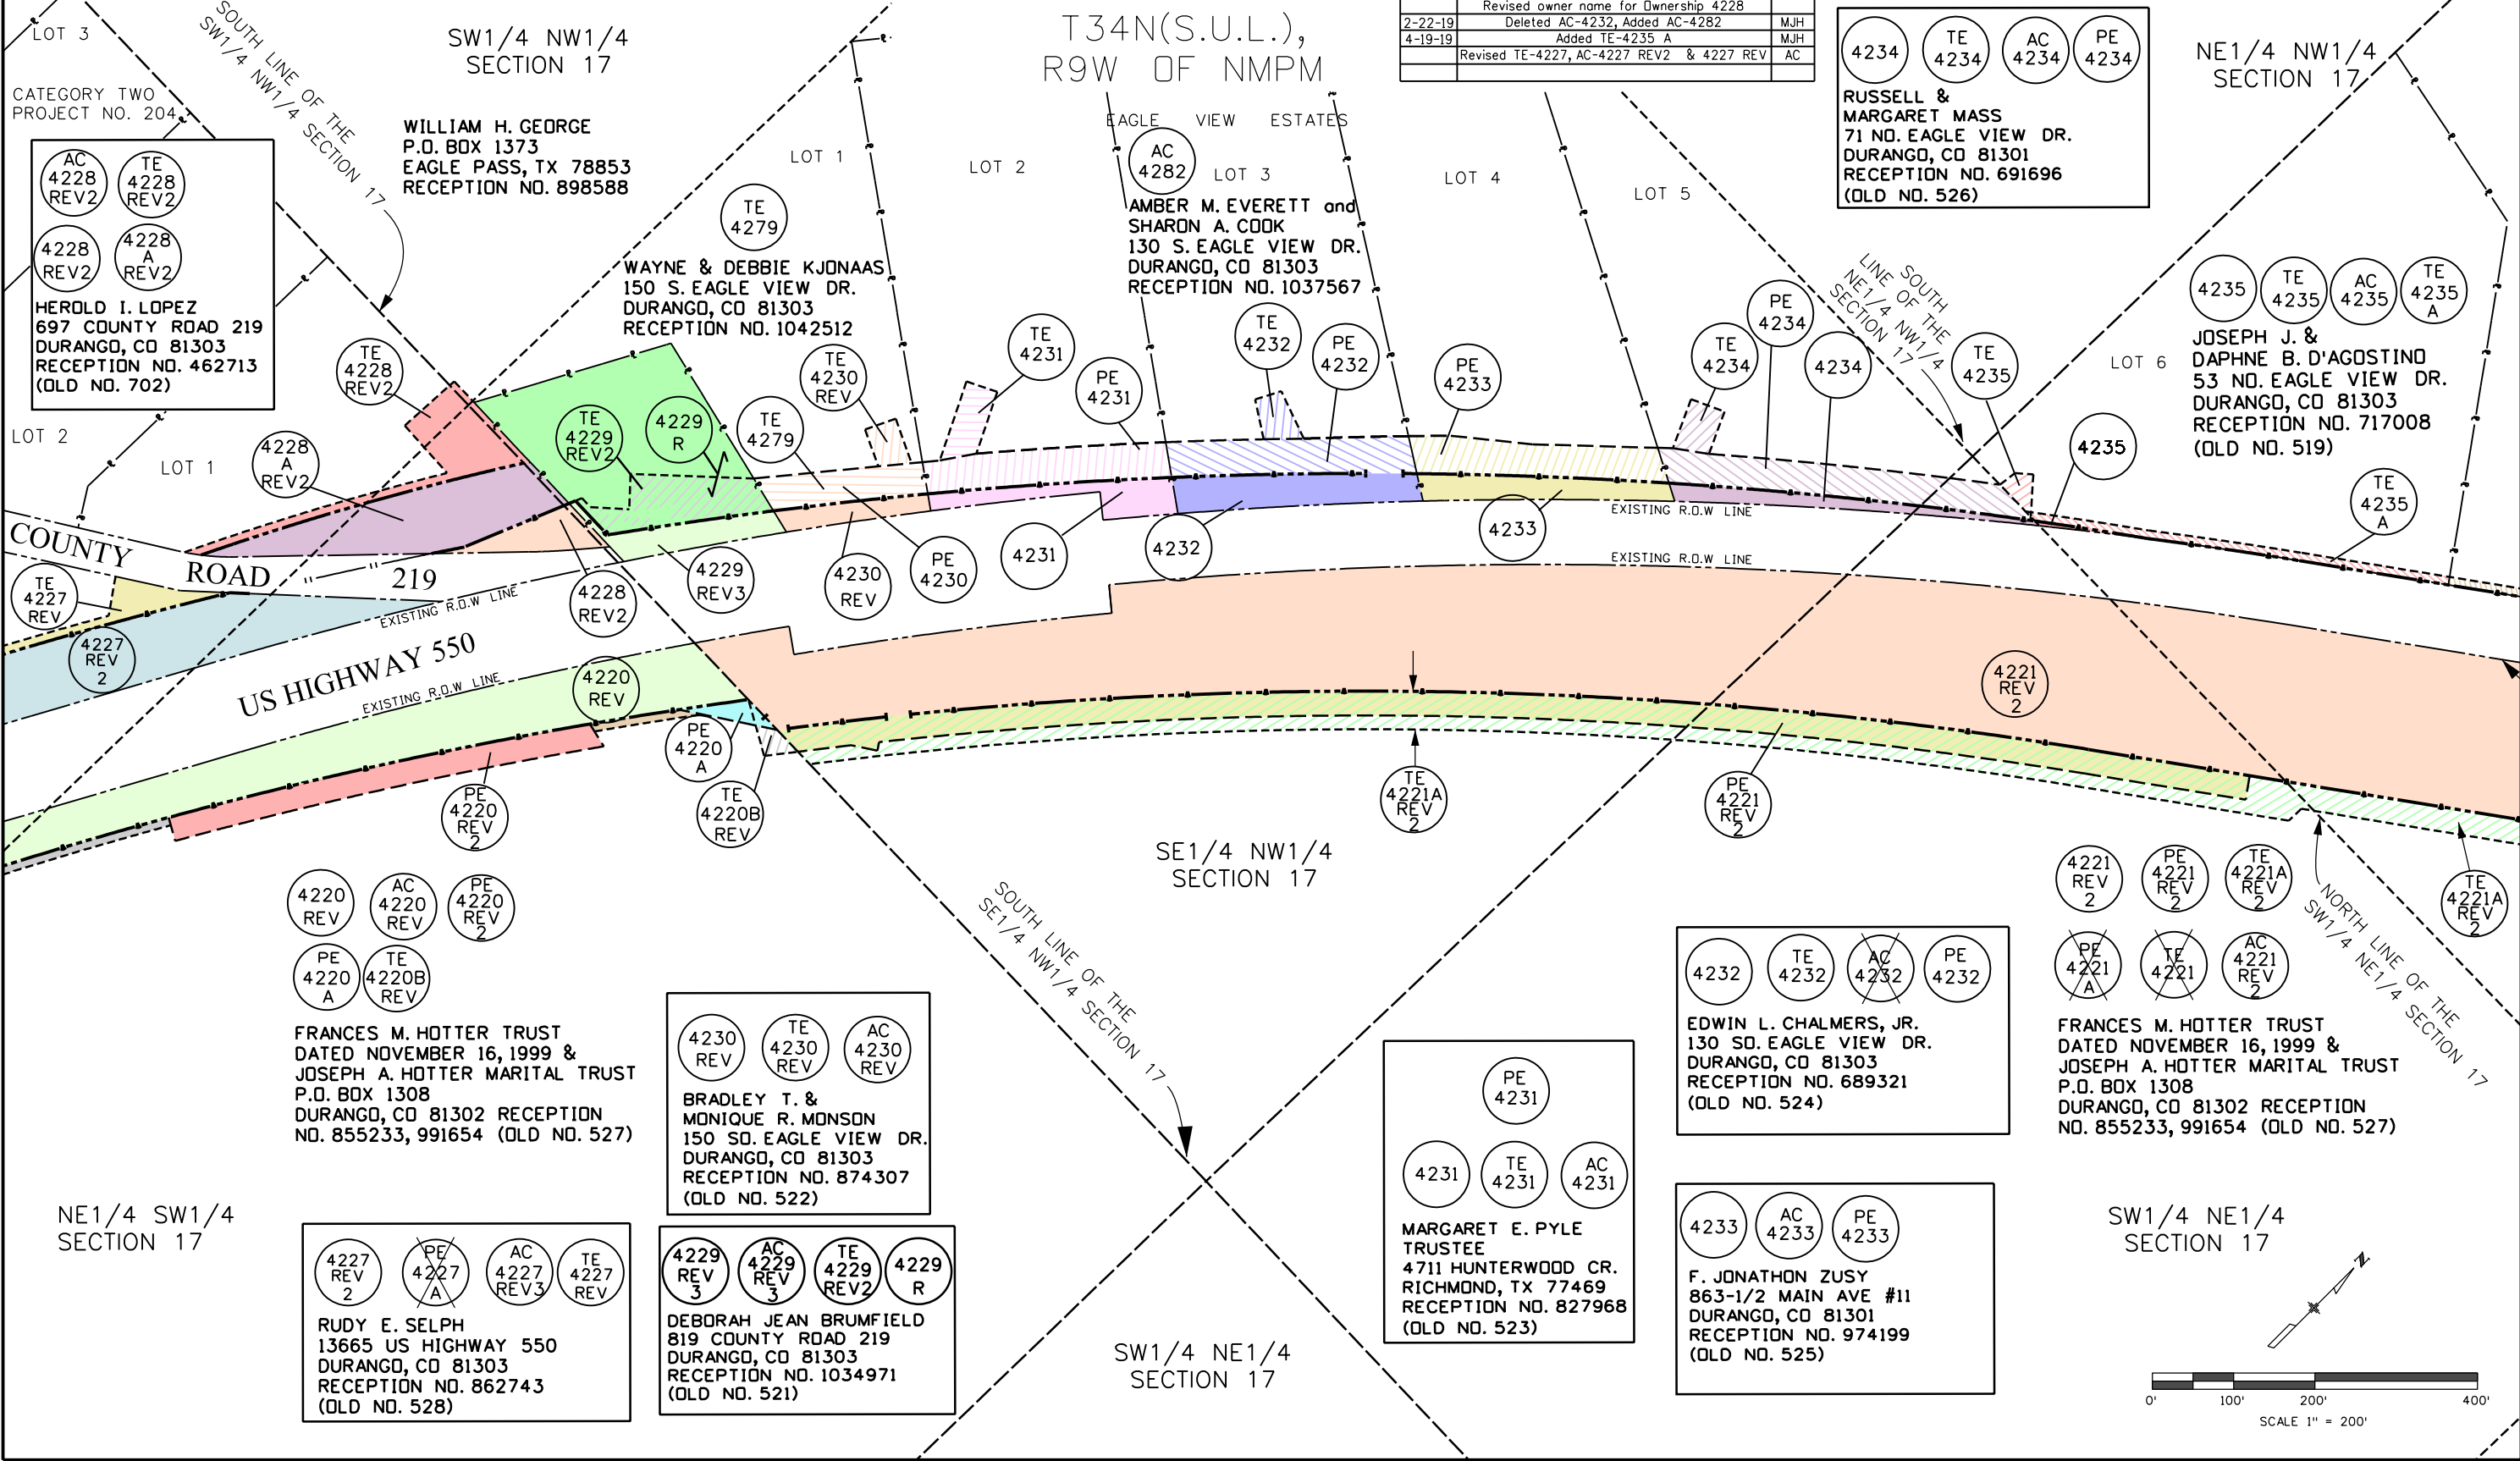 Revised owner name for Ownership 4228
2-22-19 Deleted AC-4232, Added AC-4282 MJH
4-19-19 Added TE-4235 A MJH
Revised TE-4227, AC-4227 REV2 & 4227 REV AC
T34N(S.U.L.),
R9W OF NMPM
EAGLE VIEW ESTATES
LOT 3
CATEGORY TWO
PROJECT NO. 204
SOUTH LINE OF THE
SW1/4 NW1/4 SECTION 17
SW1/4 NW1/4
SECTION 17
WILLIAM H. GEORGE
P.O. BOX 1373
EAGLE PASS, TX 78853
RECEPTION NO. 898588
AC
4228
REV2
TE
4228
REV2
4228
REV2
4228
A
REV2
HEROLD I. LOPEZ
697 COUNTY ROAD 219
DURANGO, CO 81303
RECEPTION NO. 462713
(OLD NO. 702)
LOT 2
LOT 1
LOT 1
LOT 2
AC
4282
LOT 3
LOT 4
LOT 5
AMBER M. EVERETT and
SHARON A. COOK
130 S. EAGLE VIEW DR.
DURANGO, CO 81303
RECEPTION NO. 1037567
TE
4279
WAYNE & DEBBIE KJONAAS
150 S. EAGLE VIEW DR.
DURANGO, CO 81303
RECEPTION NO. 1042512
4234
TE
4234
AC
4234
PE
4234
RUSSELL &
MARGARET MASS
71 NO. EAGLE VIEW DR.
DURANGO, CO 81301
RECEPTION NO. 691696
(OLD NO. 526)
NE1/4 NW1/4
SECTION 17
SOUTH
LINE OF THE
NE1/4 NW1/4
SECTION 17
LOT 6
4235
TE
4235
AC
4235
TE
4235
A
JOSEPH J. &
DAPHNE B. D'AGOSTINO
53 NO. EAGLE VIEW DR.
DURANGO, CO 81303
RECEPTION NO. 717008
(OLD NO. 519)
TE
4228
REV2
4228
A
REV2
TE
4229
REV2
4229
R
TE
4279
TE
4230
REV
TE
4231
PE
4231
TE
4232
PE
4232
PE
4233
TE
4234
PE
4234
4234
TE
4235
4235
TE
4235
A
COUNTY ROAD 219
TE
4227
REV
4227
REV
2
EXISTING R.O.W LINE
4228
REV2
4229
REV3
4230
REV
PE
4230
4231
4232
4233
EXISTING R.O.W LINE
EXISTING R.O.W LINE
US HIGHWAY 550
EXISTING R.O.W LINE
4220
REV
4221
REV
2
PE
4220
REV
2
PE
4220
A
TE
4220B
REV
TE
4221A
REV
2
PE
4221
REV
2
TE
4221A
REV
2
SE1/4 NW1/4
SECTION 17
SOUTH LINE OF THE
SE1/4 NW1/4 SECTION 17
NORTH LINE OF THE
SW1/4 NE1/4 SECTION 17
4220
REV
AC
4220
REV
PE
4220
REV
2
PE
4220
A
TE
4220B
REV
FRANCES M. HOTTER TRUST
DATED NOVEMBER 16, 1999 &
JOSEPH A. HOTTER MARITAL TRUST
P.O. BOX 1308
DURANGO, CO 81302 RECEPTION
NO. 855233, 991654 (OLD NO. 527)
4230
REV
TE
4230
REV
AC
4230
REV
BRADLEY T. &
MONIQUE R. MONSON
150 SO. EAGLE VIEW DR.
DURANGO, CO 81303
RECEPTION NO. 874307
(OLD NO. 522)
4232
TE
4232
AC
4232
PE
4232
EDWIN L. CHALMERS, JR.
130 SO. EAGLE VIEW DR.
DURANGO, CO 81303
RECEPTION NO. 689321
(OLD NO. 524)
4221
REV
2
PE
4221
REV
2
TE
4221A
REV
2
PE
4221
A
TE
4221
AC
4221
REV
2
FRANCES M. HOTTER TRUST
DATED NOVEMBER 16, 1999 &
JOSEPH A. HOTTER MARITAL TRUST
P.O. BOX 1308
DURANGO, CO 81302 RECEPTION
NO. 855233, 991654 (OLD NO. 527)
NE1/4 SW1/4
SECTION 17
4227
REV
2
PE
4227
A
AC
4227
REV3
TE
4227
REV
RUDY E. SELPH
13665 US HIGHWAY 550
DURANGO, CO 81303
RECEPTION NO. 862743
(OLD NO. 528)
4229
REV
3
AC
4229
REV
3
TE
4229
REV2
4229
R
DEBORAH JEAN BRUMFIELD
819 COUNTY ROAD 219
DURANGO, CO 81303
RECEPTION NO. 1034971
(OLD NO. 521)
SW1/4 NE1/4
SECTION 17
PE
4231
4231
TE
4231
AC
4231
MARGARET E. PYLE
TRUSTEE
4711 HUNTERWOOD CR.
RICHMOND, TX 77469
RECEPTION NO. 827968
(OLD NO. 523)
4233
AC
4233
PE
4233
F. JONATHON ZUSY
863-1/2 MAIN AVE #11
DURANGO, CO 81301
RECEPTION NO. 974199
(OLD NO. 525)
SW1/4 NE1/4
SECTION 17
N
0' 100' 200' 400'
SCALE 1" = 200'